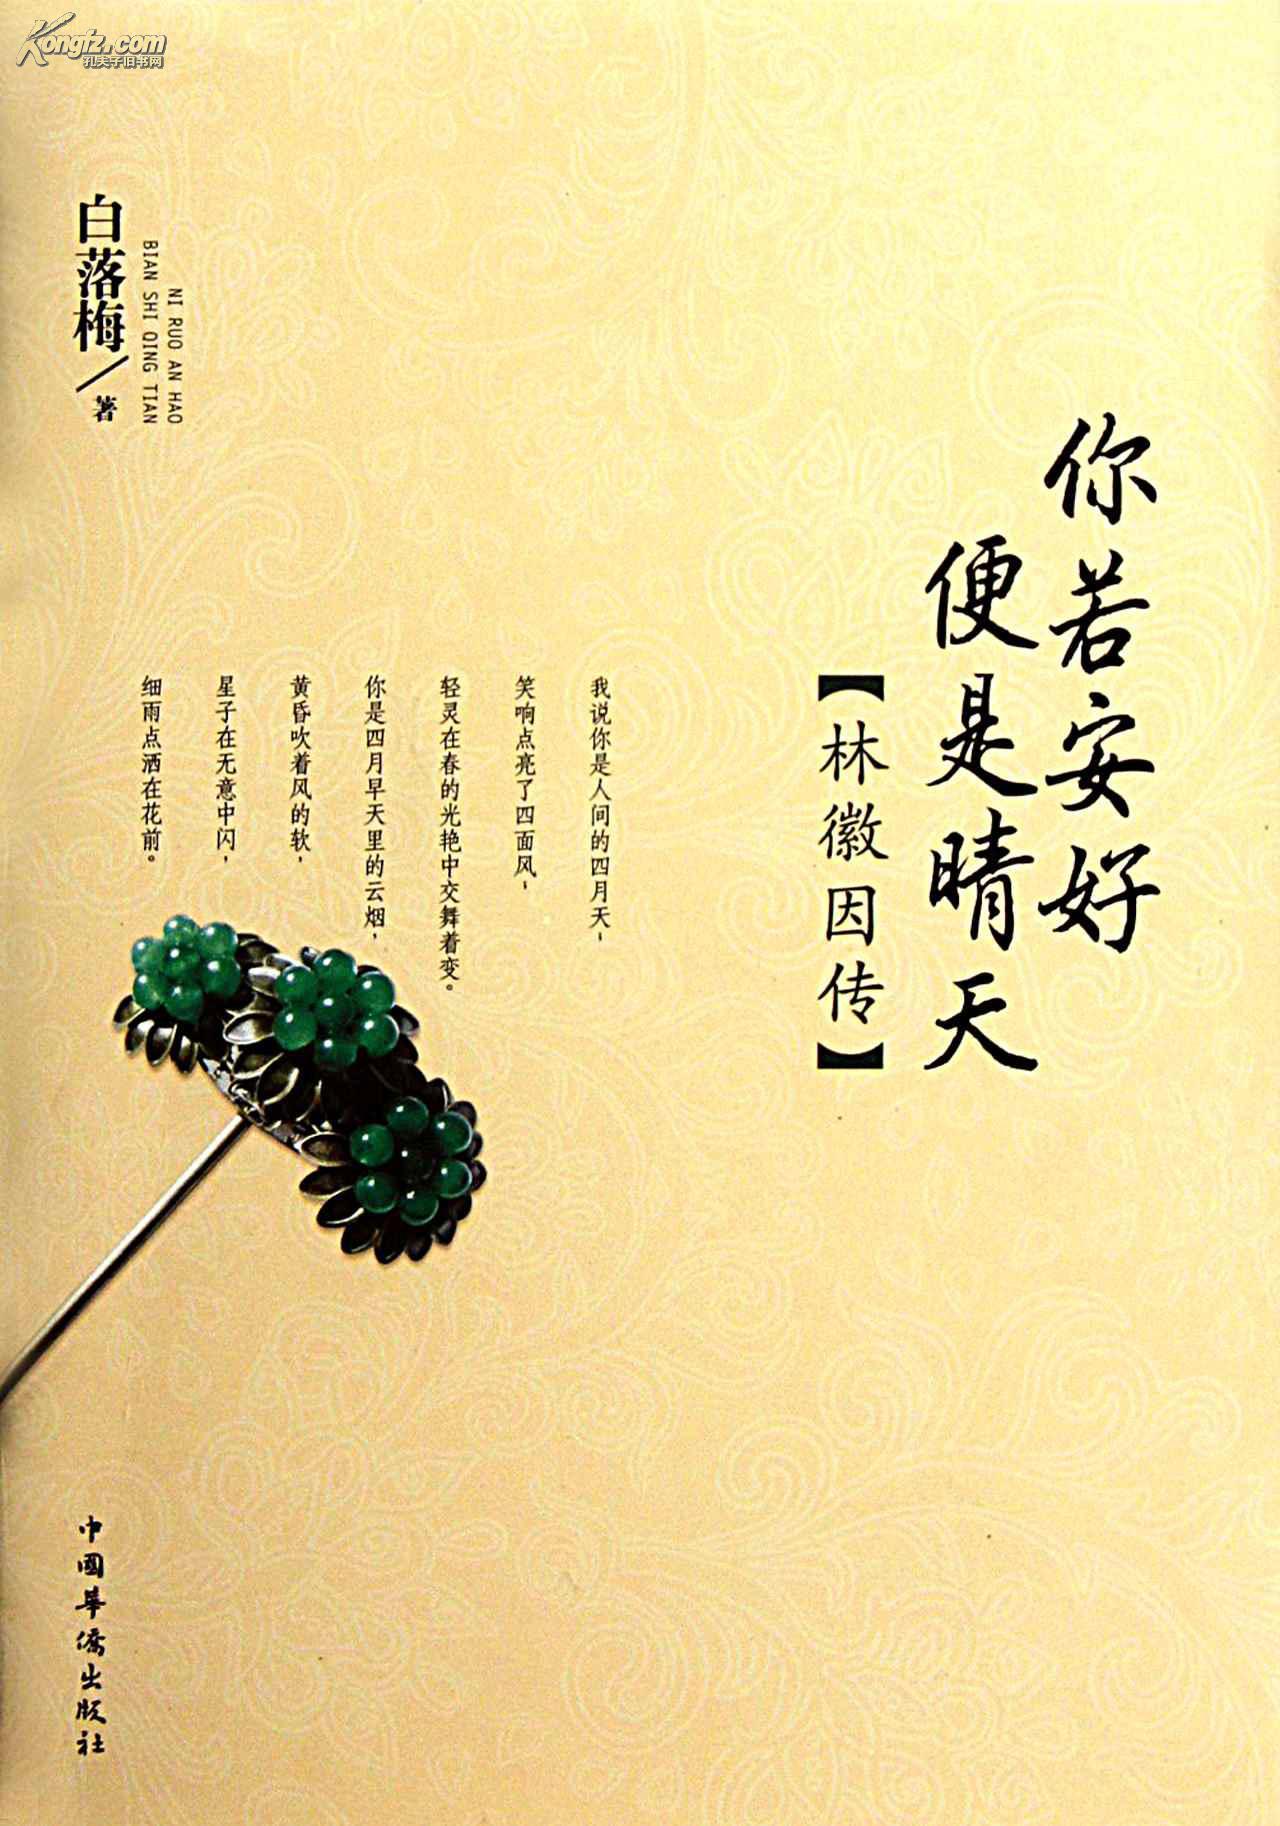 Kongfz.com
孔夫子旧书网
你若安好
便是晴天
【林徽因传】
我说你是人间的四月天，
笑响点亮了四面风，
轻灵在春的光艳中交舞着变。
你是四月早天里的云烟，
黄昏吹着风的软，
星子在无意中闪，
细雨点洒在花前。
NI RUO AN HAO
BIAN SHI QING TIAN
白落梅/著
中國華僑出版社